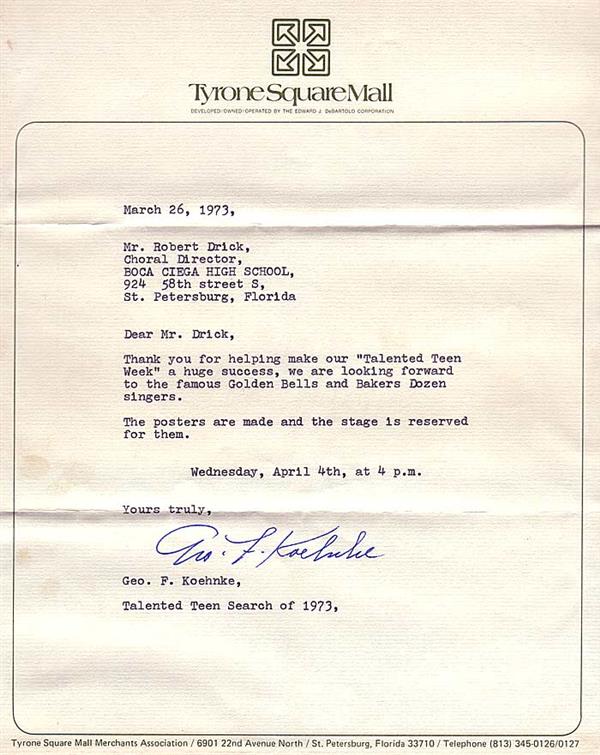 Tyrone Square Mall
DEVELOPED/OWNED/OPERATED BY THE EDWARD J. DeBARTOLO CORPORATION
March 26, 1973,
Mr. Robert Drick,
Choral Director,
BOCA CIEGA HIGH SCHOOL,
924 58th street S,
St. Petersburg, Florida
Dear Mr. Drick,
Thank you for helping make our "Talented Teen
Week" a huge success, we are looking forward
to the famous Golden Bells and Bakers Dozen
singers.
The posters are made and the stage is reserved
for them.
Wednesday, April 4th, at 4 p.m.
Yours truly,
Geo. F. Koehnke
Geo. F. Koehnke,
Talented Teen Search of 1973,
Tyrone Square Mall Merchants Association / 6901 22nd Avenue North / St. Petersburg, Florida 33710 / Telephone (813) 345-0126/0127